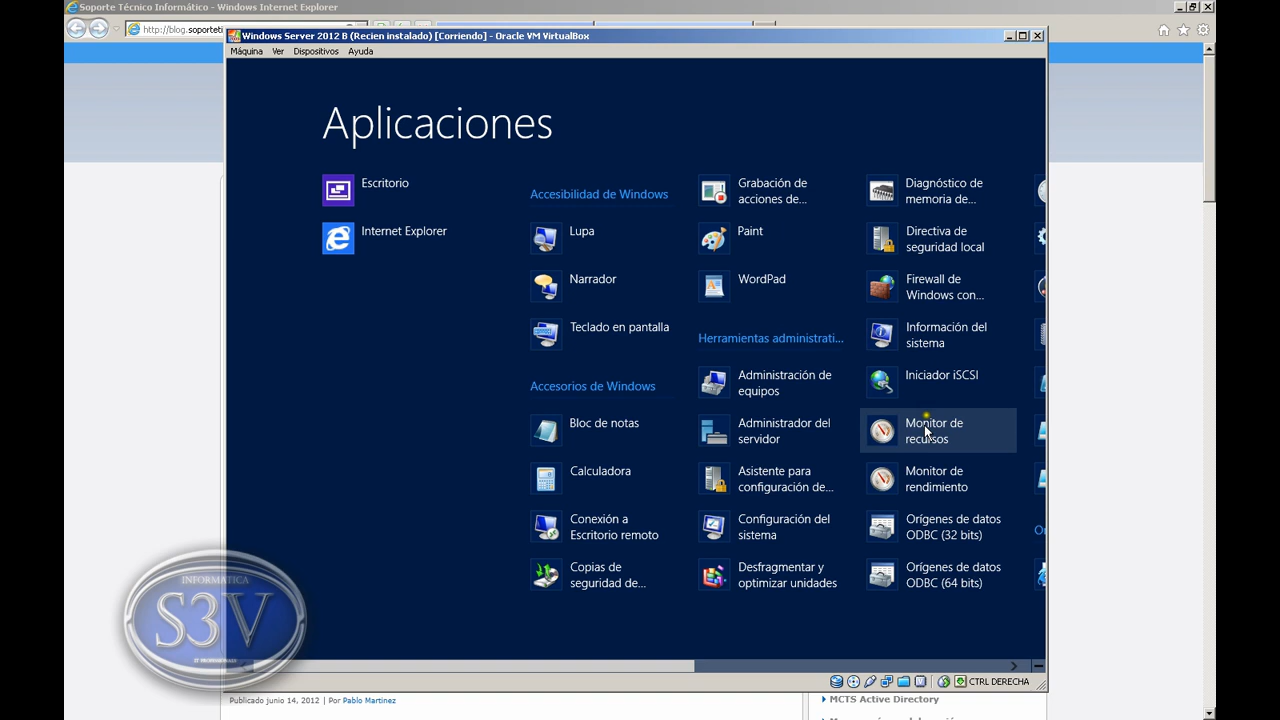 Soporte Técnico Informático - Windows Internet Explorer
http://blog.soporteti
Windows Server 2012 B (Recien instalado) [Corriendo] - Oracle VM VirtualBox
Máquina Ver Dispositivos Ayuda
Aplicaciones
Escritorio
Internet Explorer
Accesibilidad de Windows
Lupa
Narrador
Teclado en pantalla
Accesorios de Windows
Bloc de notas
Calculadora
Conexión a
Escritorio remoto
Copias de
seguridad de...
Grabación de
acciones de...
Paint
WordPad
Herramientas administrati...
Administración de
equipos
Administrador del
servidor
Asistente para
configuración de...
Configuración del
sistema
Desfragmentar y
optimizar unidades
Diagnóstico de
memoria de...
Directiva de
seguridad local
Firewall de
Windows con...
Información del
sistema
Iniciador iSCSI
Monitor de
recursos
Monitor de
rendimiento
Orígenes de datos
ODBC (32 bits)
Orígenes de datos
ODBC (64 bits)
CTRL DERECHA
INFORMATICA
S3V
IT PROFESSIONALS
Publicado junio 14, 2012 | Por Pablo Martinez
MCTS Active Directory